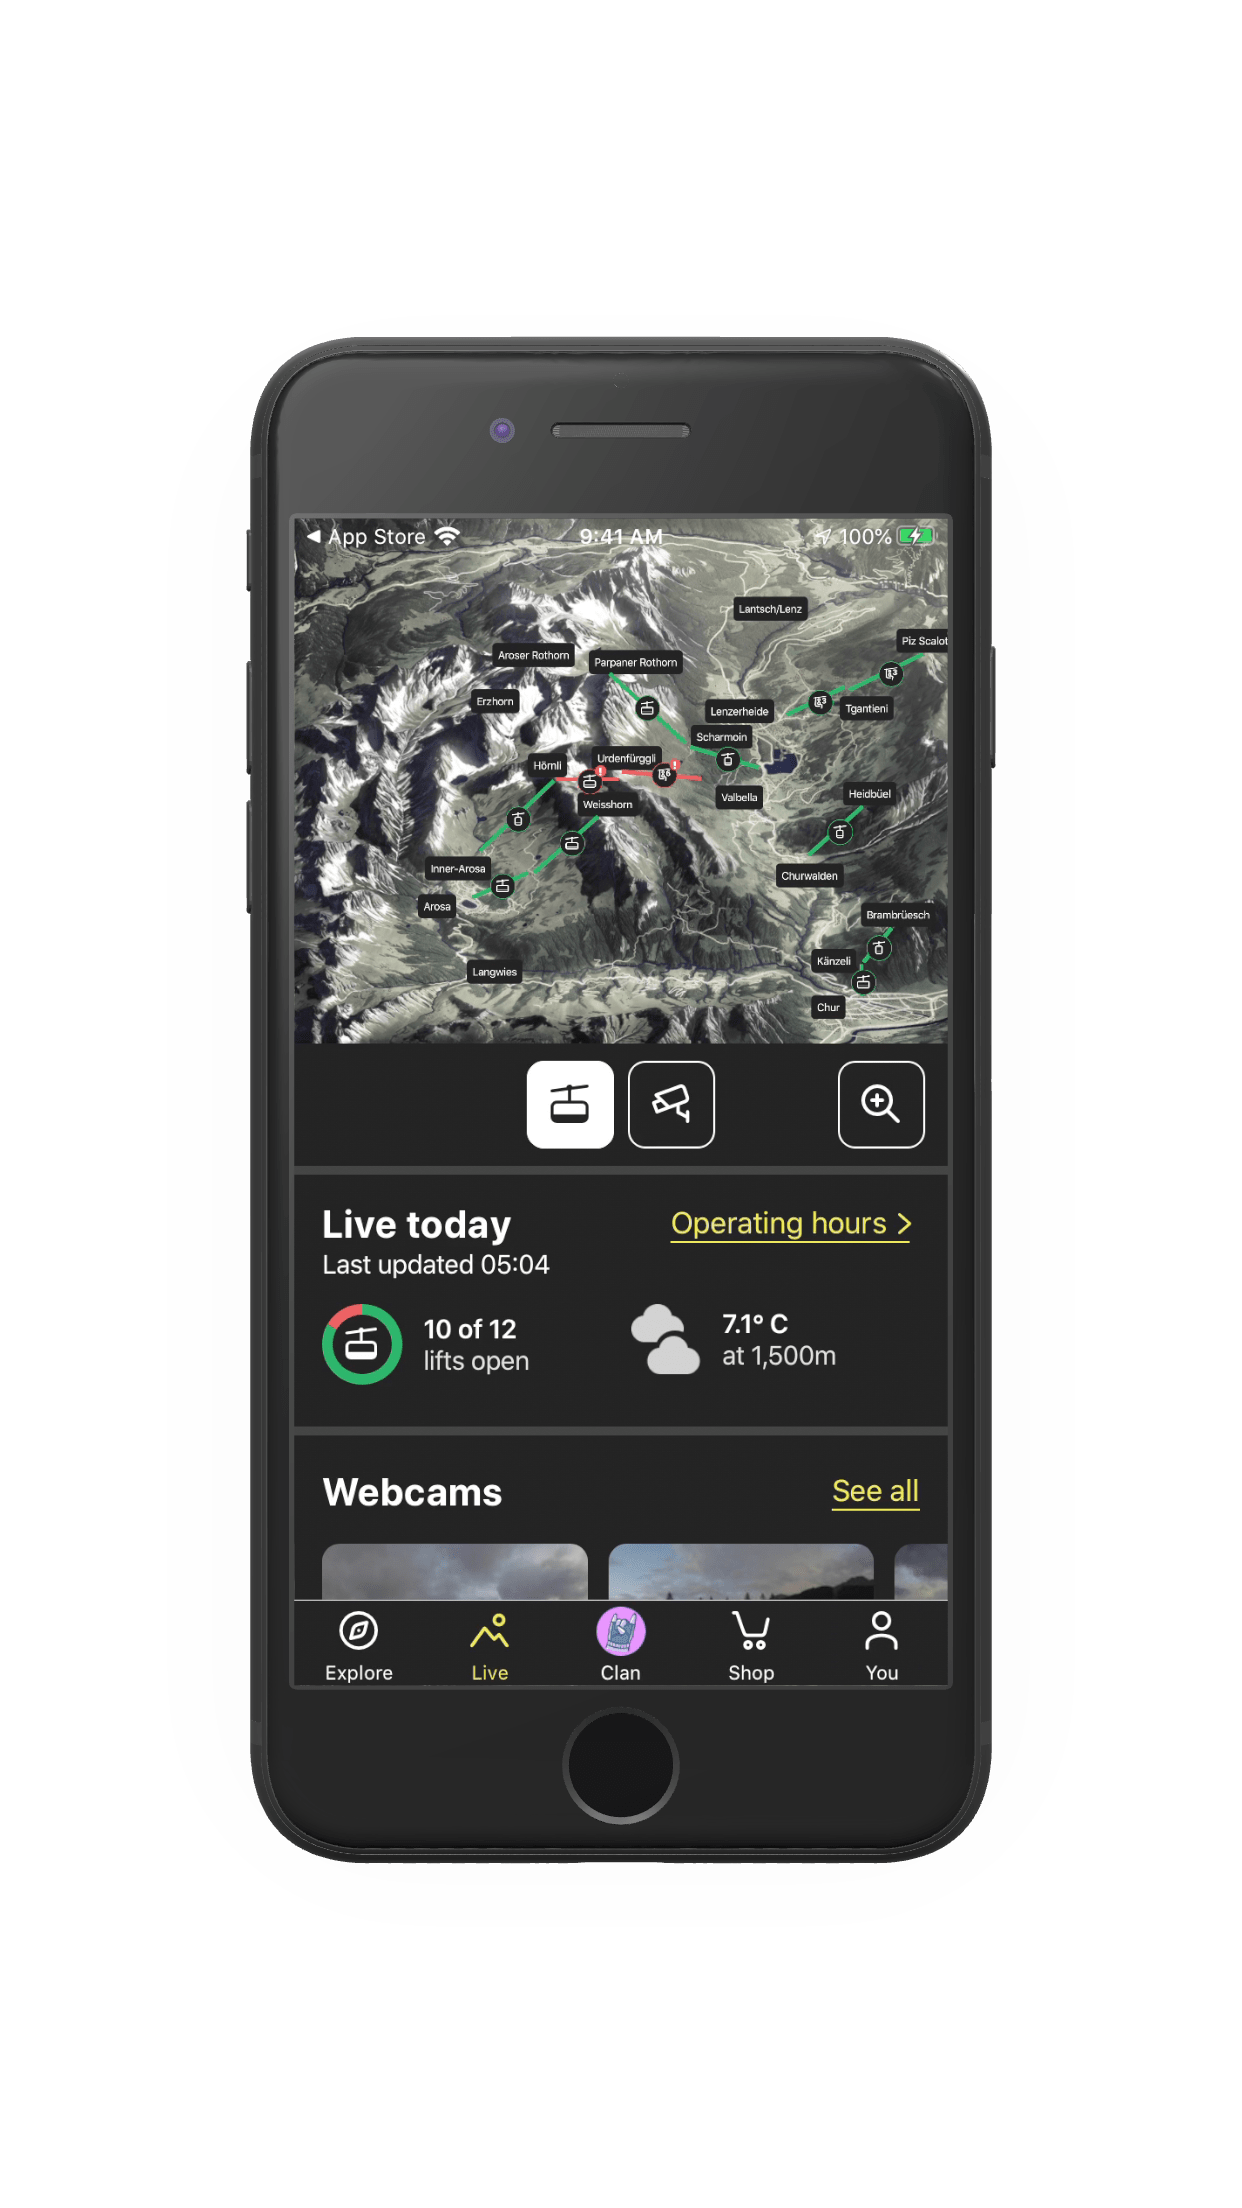 App Store
9:41 AM
100%
Lantsch/Lenz
Piz Scalot
Aroser Rothorn
Parpaner Rothorn
Erzhorn
Lenzerheide
Tgantieni
Scharmoin
Urdenfürggli
Hörnli
Valbella
Heidbüel
Weisshorn
Inner-Arosa
Churwalden
Arosa
Brambrüesch
Känzeli
Langwies
Chur
Live today
Operating hours >
Last updated 05:04
10 of 12
lifts open
7.1° C
at 1,500m
Webcams
See all
Explore
Live
Clan
Shop
You